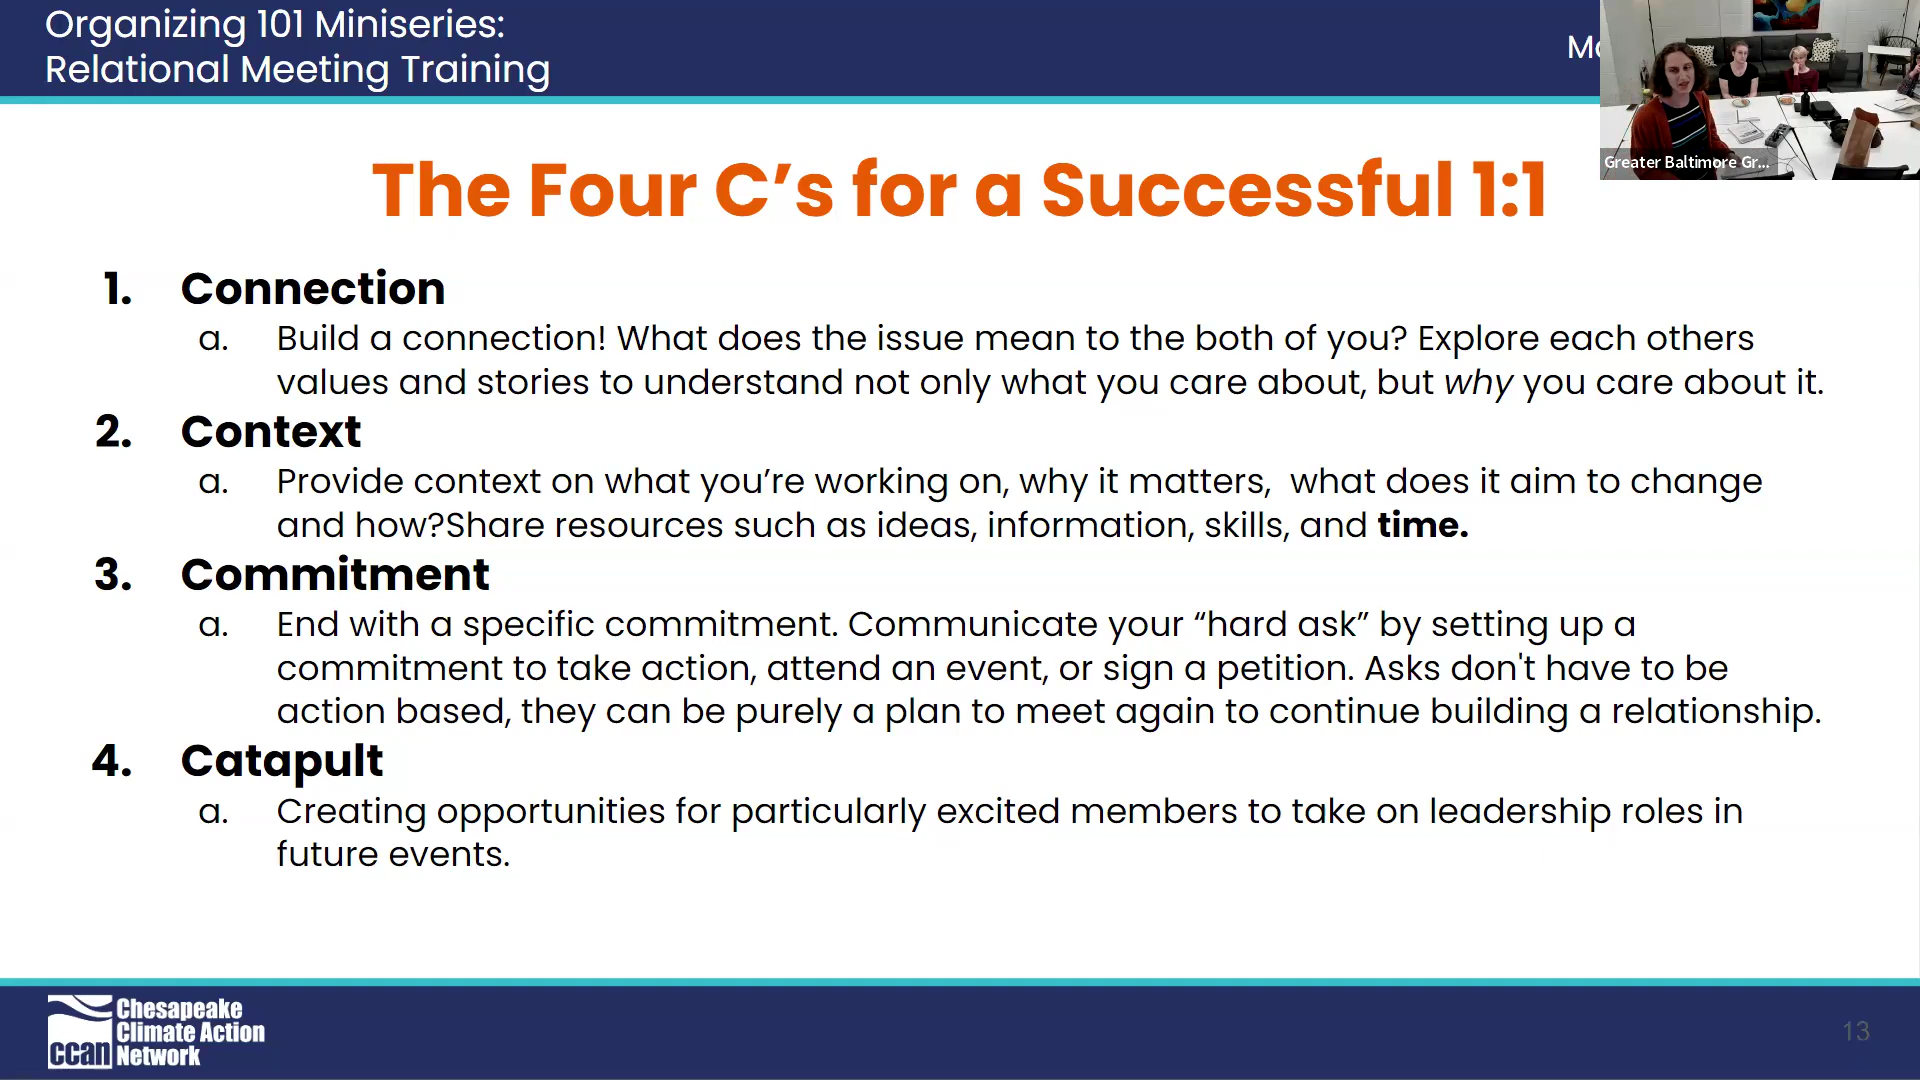 Organizing 101 Miniseries:
Relational Meeting Training
Greater Baltimore Gr...
The Four C’s for a Successful 1:1
1. Connection
a. Build a connection! What does the issue mean to the both of you? Explore each others
values and stories to understand not only what you care about, but why you care about it.
2. Context
a. Provide context on what you’re working on, why it matters,  what does it aim to change
and how?Share resources such as ideas, information, skills, and time.
3. Commitment
a. End with a specific commitment. Communicate your “hard ask” by setting up a
commitment to take action, attend an event, or sign a petition. Asks don't have to be
action based, they can be purely a plan to meet again to continue building a relationship.
4. Catapult
a. Creating opportunities for particularly excited members to take on leadership roles in
future events.
ccan
Chesapeake
Climate Action
Network
13